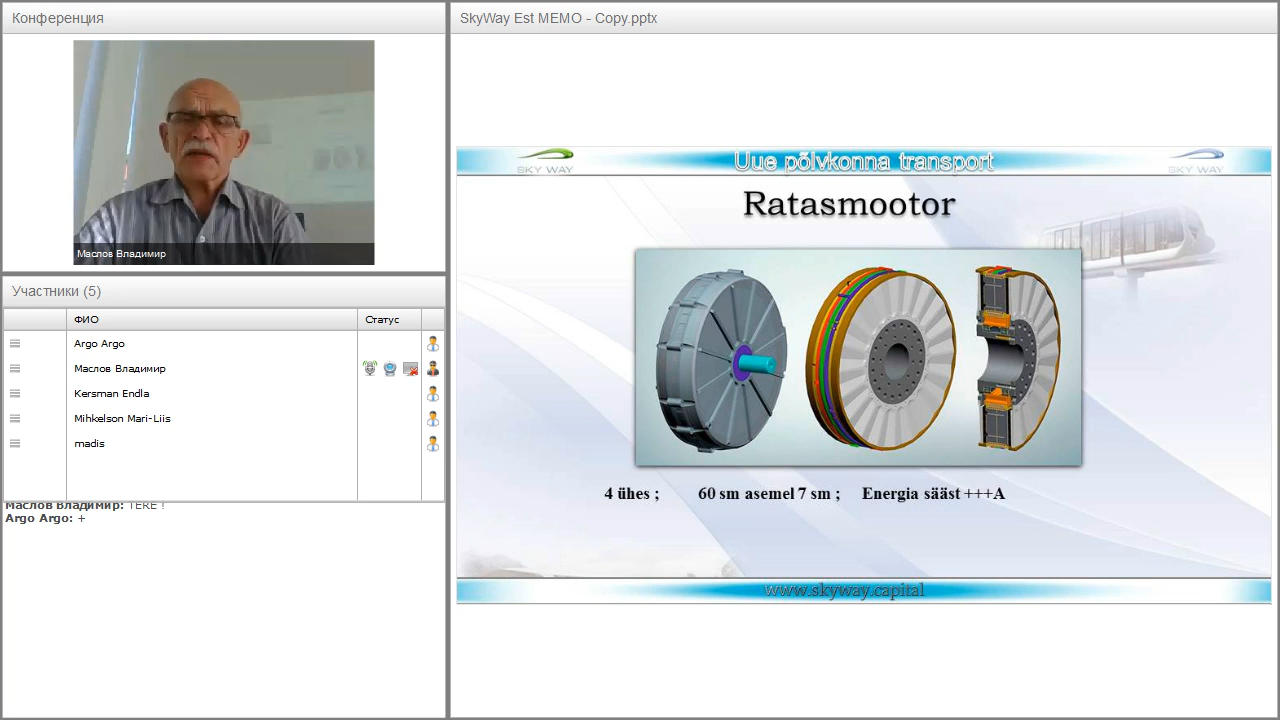 Конференция
Маслов Владимир
Участники (5)
ФИО
Статус
Argo Argo
Маслов Владимир
Kersman Endla
Mihkelson Mari-Liis
madis
Маслов Владимир: TERE !
Argo Argo: +
SkyWay Est MEMO - Copy.pptx
SKY WAY
Uue põlvkonna transport
SKY WAY
Ratasmootor
4 ühes ; 60 sm asemel 7 sm ; Energia sääst +++A
www.skyway.capital